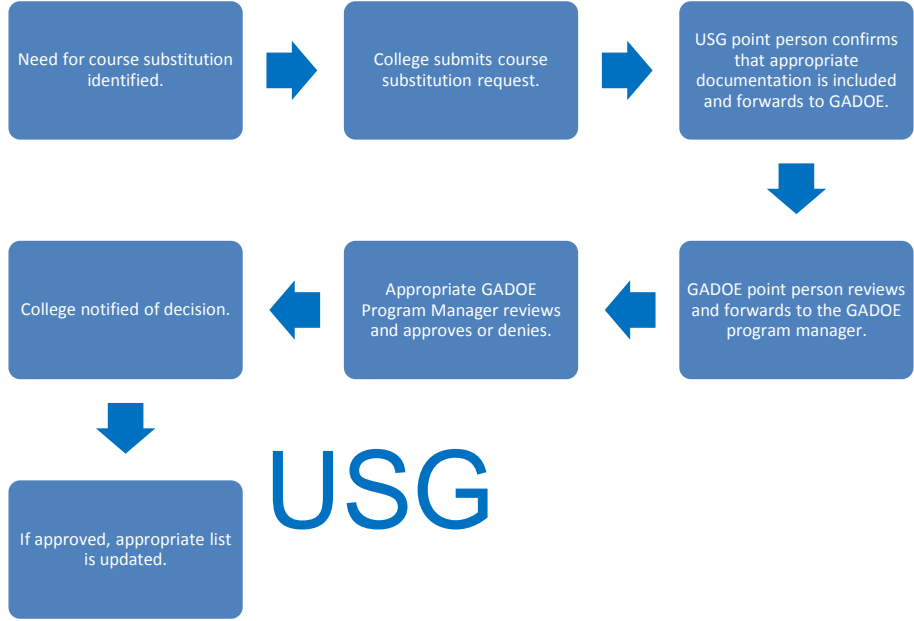 Need for course substitution
identified.
College submits course
substitution request.
USG point person confirms
that appropriate
documentation is included
and forwards to GADOE.
GADOE point person reviews
and forwards to the GADOE
program manager.
Appropriate GADOE
Program Manager reviews
and approves or denies.
College notified of decision.
If approved, appropriate list
is updated.
USG